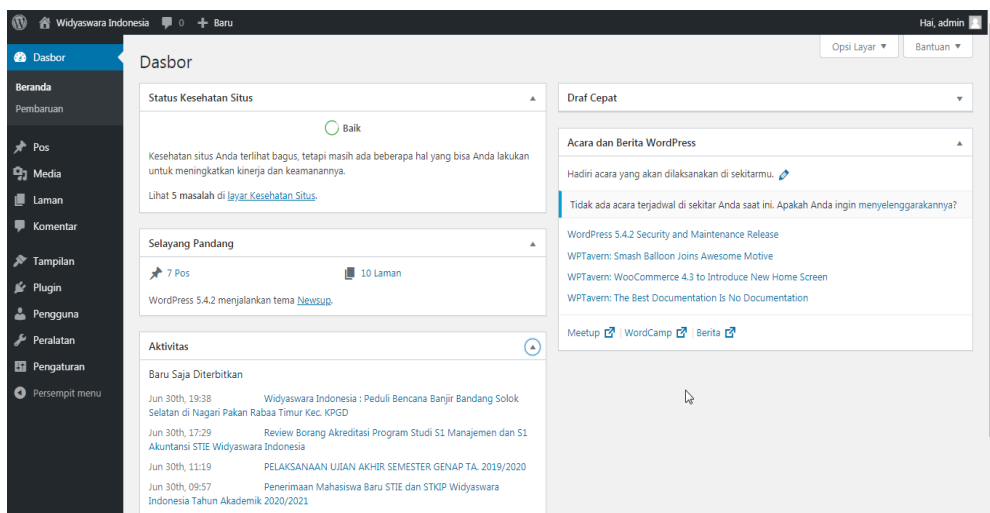 Widyaswara Indonesia 0 + Baru Hai, admin
Opsi Layar ▼ Bantuan ▼
Dasbor
Beranda
Pembaruan
Pos
Media
Laman
Komentar
Tampilan
Plugin
Pengguna
Peralatan
Pengaturan
Persempit menu
Dasbor
Status Kesehatan Situs
Baik
Kesehatan situs Anda terlihat bagus, tetapi masih ada beberapa hal yang bisa Anda lakukan
untuk meningkatkan kinerja dan keamanannya.
Lihat 5 masalah di layar Kesehatan Situs.
Selayang Pandang
7 Pos 10 Laman
WordPress 5.4.2 menjalankan tema Newsup.
Aktivitas
Baru Saja Diterbitkan
Jun 30th, 19:38 Widyaswara Indonesia : Peduli Bencana Banjir Bandang Solok
Selatan di Nagari Pakan Rabaa Timur Kec. KPGD
Jun 30th, 17:29 Review Borang Akreditasi Program Studi S1 Manajemen dan S1
Akuntansi STIE Widyaswara Indonesia
Jun 30th, 11:19 PELAKSANAAN UJIAN AKHIR SEMESTER GENAP TA. 2019/2020
Jun 30th, 09:57 Penerimaan Mahasiswa Baru STIE dan STKIP Widyaswara
Indonesia Tahun Akademik 2020/2021
Draf Cepat
Acara dan Berita WordPress
Hadiri acara yang akan dilaksanakan di sekitarmu.
Tidak ada acara terjadwal di sekitar Anda saat ini. Apakah Anda ingin menyelenggarakannya?
WordPress 5.4.2 Security and Maintenance Release
WPTavern: Smash Balloon Joins Awesome Motive
WPTavern: WooCommerce 4.3 to Introduce New Home Screen
WPTavern: The Best Documentation Is No Documentation
Meetup | WordCamp | Berita